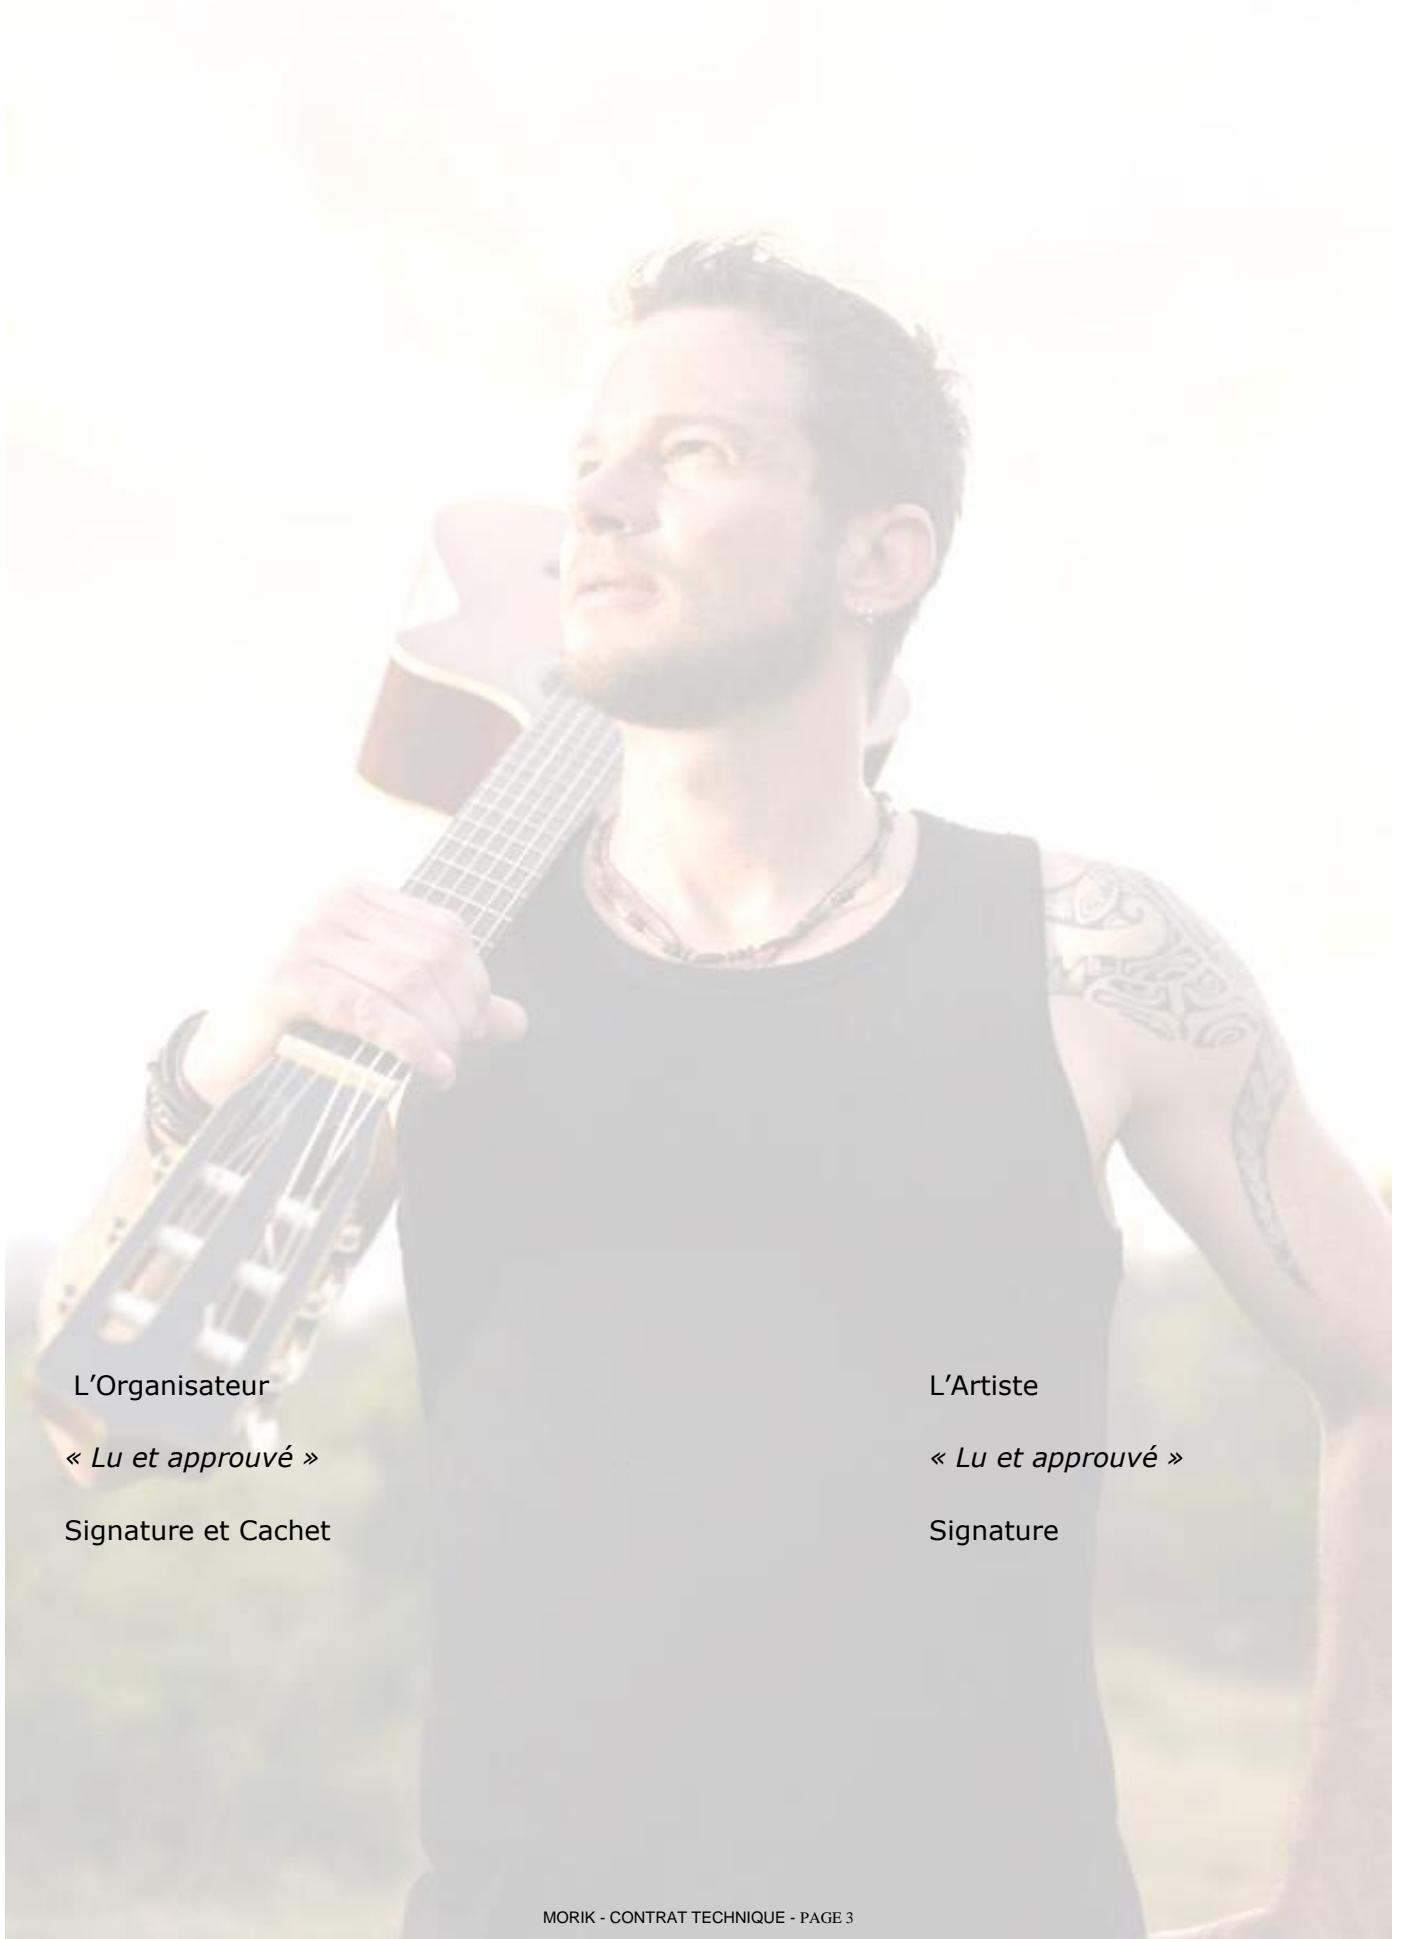 L’Organisateur
L’Artiste
« Lu et approuvé »
« Lu et approuvé »
Signature et Cachet
Signature
MORIK - CONTRAT TECHNIQUE - PAGE 3